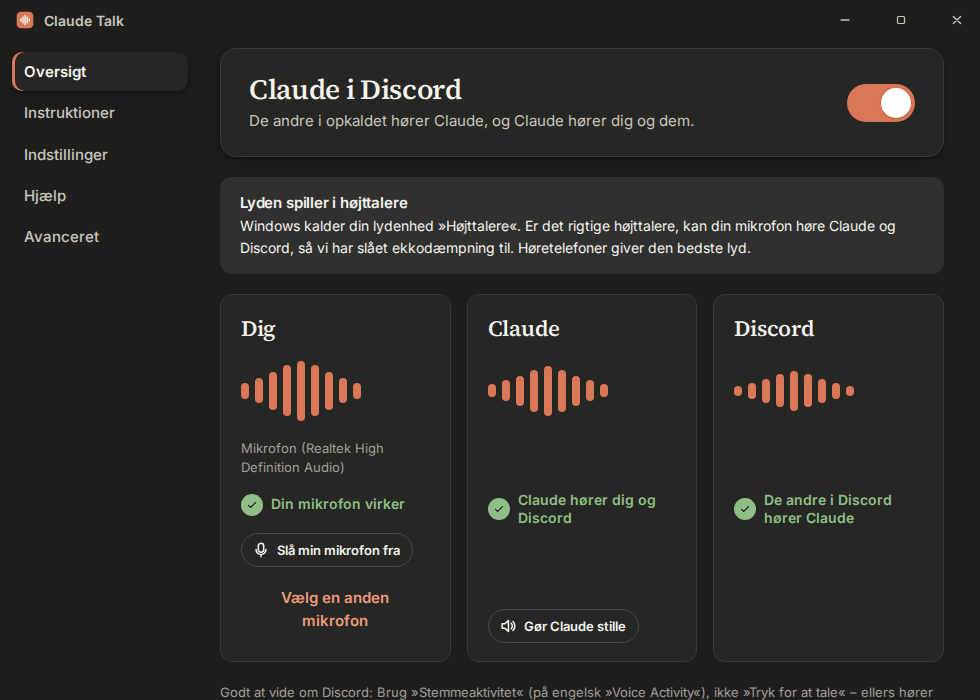 Claude Talk
Oversigt
Instruktioner
Indstillinger
Hjælp
Avanceret
Claude i Discord
De andre i opkaldet hører Claude, og Claude hører dig og dem.
Lyden spiller i højttalere
Windows kalder din lydenhed »Højttalere«. Er det rigtige højttalere, kan din mikrofon høre Claude og
Discord, så vi har slået ekkodæmpning til. Høretelefoner giver den bedste lyd.
Dig
Mikrofon (Realtek High
Definition Audio)
Din mikrofon virker
Slå min mikrofon fra
Vælg en anden
mikrofon
Claude
Claude hører dig og
Discord
Gør Claude stille
Discord
De andre i Discord
hører Claude
Godt at vide om Discord: Brug »Stemmeaktivitet« (på engelsk »Voice Activity«), ikke »Tryk for at tale« – ellers hører